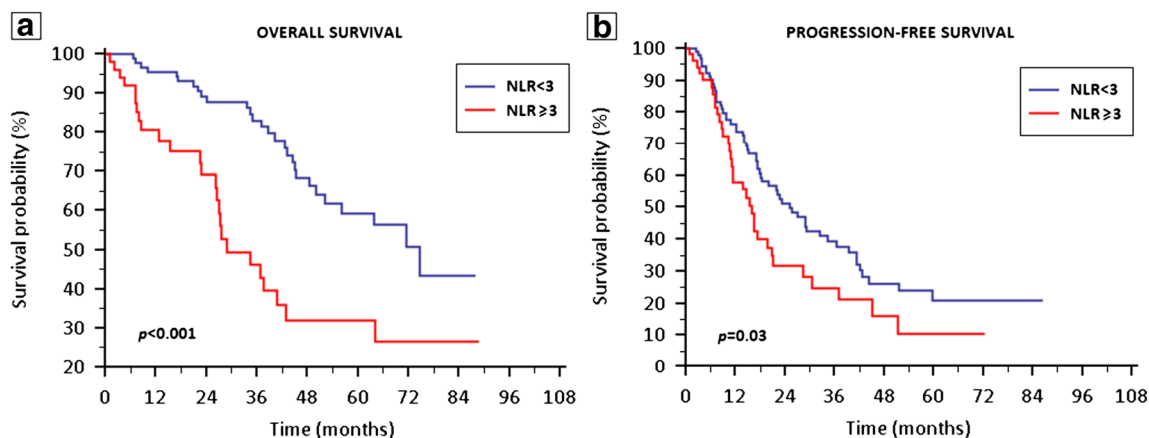 a
OVERALL SURVIVAL
Survival probability (%)
100
90
80
70
60
50
40
30
20
NLR<3
NLR⩾3
p<0.001
0 12 24 36 48 60 72 84 96 108
Time (months)
b
PROGRESSION-FREE SURVIVAL
Survival probability (%)
100
90
80
70
60
50
40
30
20
10
0
NLR<3
NLR⩾3
p=0.03
0 12 24 36 48 60 72 84 96 108
Time (months)